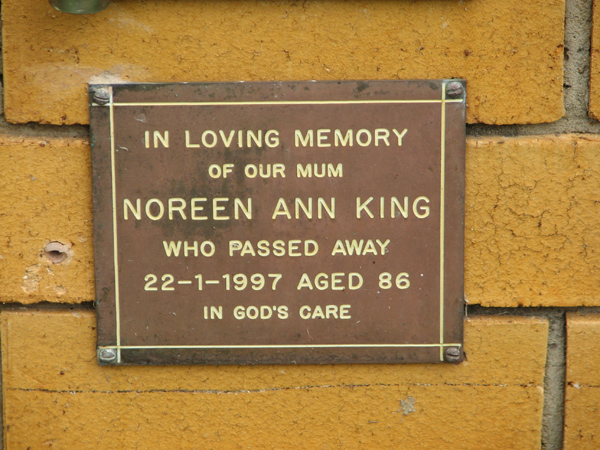 IN LOVING MEMORY
OF OUR MUM
NOREEN ANN KING
WHO PASSED AWAY
22-1-1997 AGED 86
IN GOD'S CARE